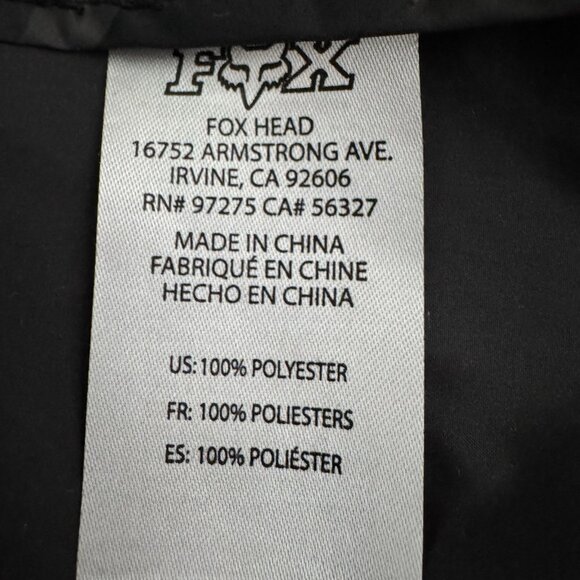 FOX
FOX HEAD
16752 ARMSTRONG AVE.
IRVINE, CA 92606
RN# 97275 CA# 56327
MADE IN CHINA
FABRIQUÉ EN CHINE
HECHO EN CHINA
US: 100% POLYESTER
FR: 100% POLIESTERS
ES: 100% POLIÉSTER